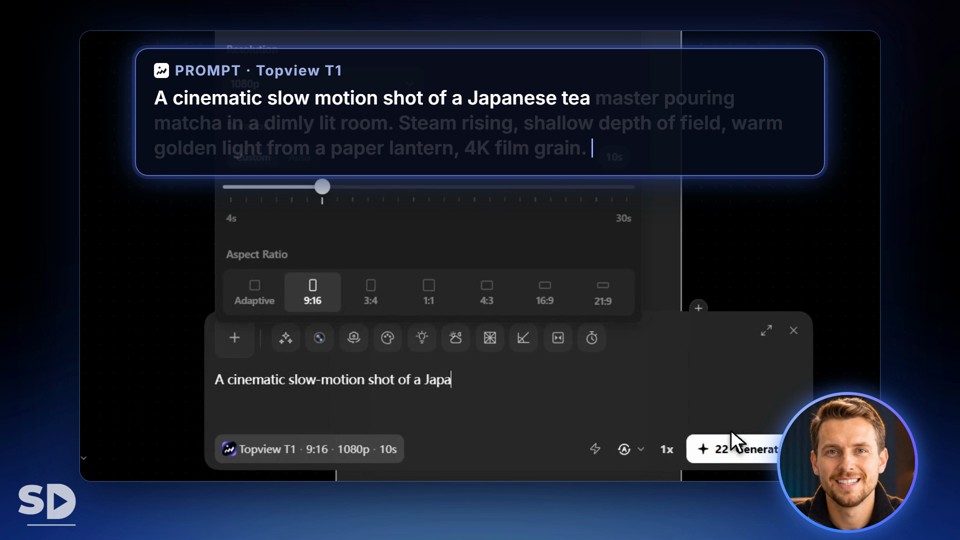 PROMPT · Topview T1
A cinematic slow motion shot of a Japanese tea master pouring
matcha in a dimly lit room. Steam rising, shallow depth of field, warm
golden light from a paper lantern, 4K film grain.
10s
4s
30s
Aspect Ratio
Adaptive
9:16
3:4
1:1
4:3
16:9
21:9
A cinematic slow-motion shot of a Japa
Topview T1 · 9:16 · 1080p · 10s
1x
22
SD